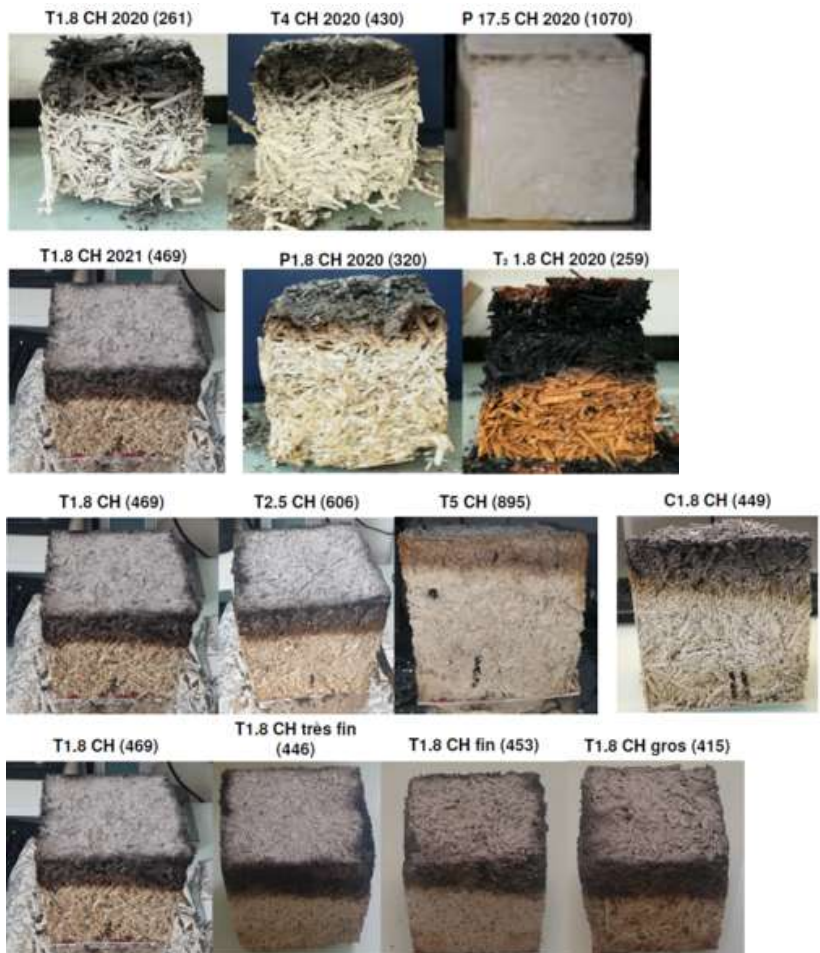 T1.8 CH 2020 (261)
T4 CH 2020 (430)
P 17.5 CH 2020 (1070)
T1.8 CH 2021 (469)
P1.8 CH 2020 (320)
T₂ 1.8 CH 2020 (259)
T1.8 CH (469)
T2.5 CH (606)
T5 CH (895)
C1.8 CH (449)
T1.8 CH (469)
T1.8 CH très fin
(446)
T1.8 CH fin (453)
T1.8 CH gros (415)